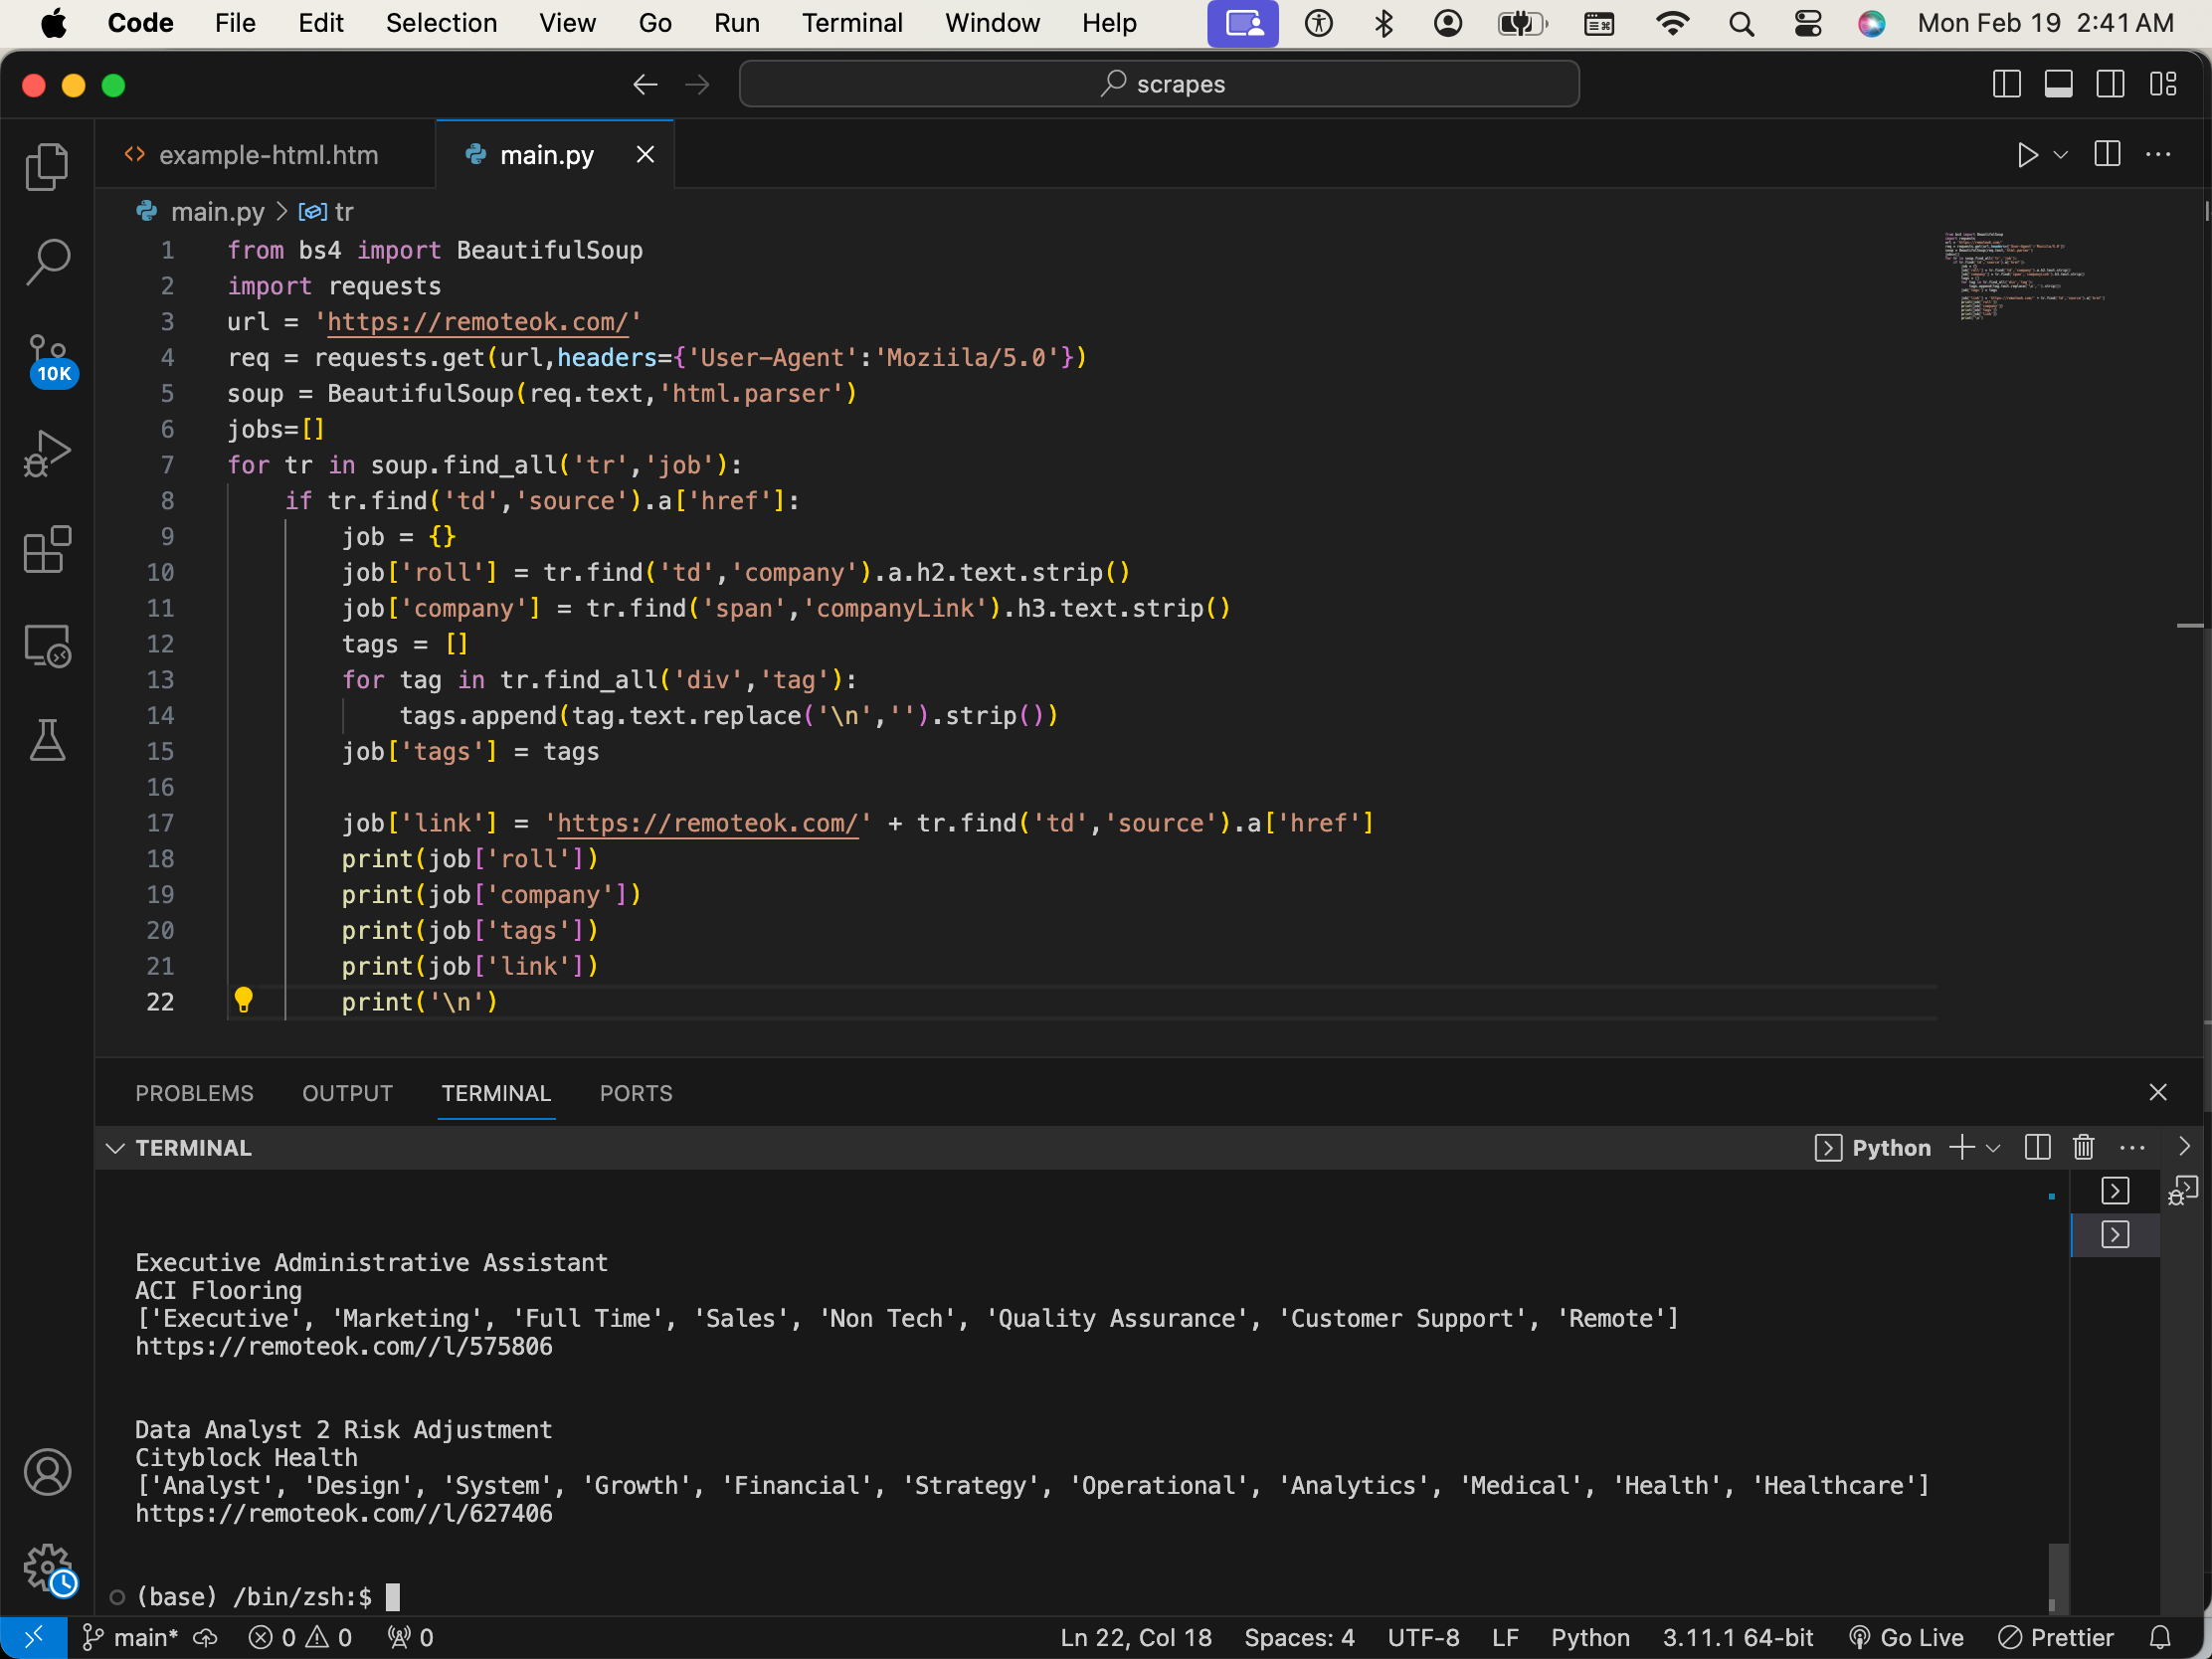 Code File Edit Selection View Go Run Terminal Window Help Mon Feb 19 2:41 AM
scrapes
example-html.htm main.py
main.py > tr
1 from bs4 import BeautifulSoup
2 import requests
3 url = 'https://remoteok.com/'
4 req = requests.get(url,headers={'User-Agent':'Moziila/5.0'})
5 soup = BeautifulSoup(req.text,'html.parser')
6 jobs=[]
7 for tr in soup.find_all('tr','job'):
8     if tr.find('td','source').a['href']:
9         job = {}
10         job['roll'] = tr.find('td','company').a.h2.text.strip()
11         job['company'] = tr.find('span','companyLink').h3.text.strip()
12         tags = []
13         for tag in tr.find_all('div','tag'):
14             tags.append(tag.text.replace('\n','').strip())
15         job['tags'] = tags
16
17         job['link'] = 'https://remoteok.com/' + tr.find('td','source').a['href']
18         print(job['roll'])
19         print(job['company'])
20         print(job['tags'])
21         print(job['link'])
22         print('\n')
10K
PROBLEMS OUTPUT TERMINAL PORTS
TERMINAL Python
Executive Administrative Assistant
ACI Flooring
['Executive', 'Marketing', 'Full Time', 'Sales', 'Non Tech', 'Quality Assurance', 'Customer Support', 'Remote']
https://remoteok.com//l/575806
Data Analyst 2 Risk Adjustment
Cityblock Health
['Analyst', 'Design', 'System', 'Growth', 'Financial', 'Strategy', 'Operational', 'Analytics', 'Medical', 'Health', 'Healthcare']
https://remoteok.com//l/627406
(base) /bin/zsh:$
main* 0 0 0 Ln 22, Col 18 Spaces: 4 UTF-8 LF Python 3.11.1 64-bit Go Live Prettier